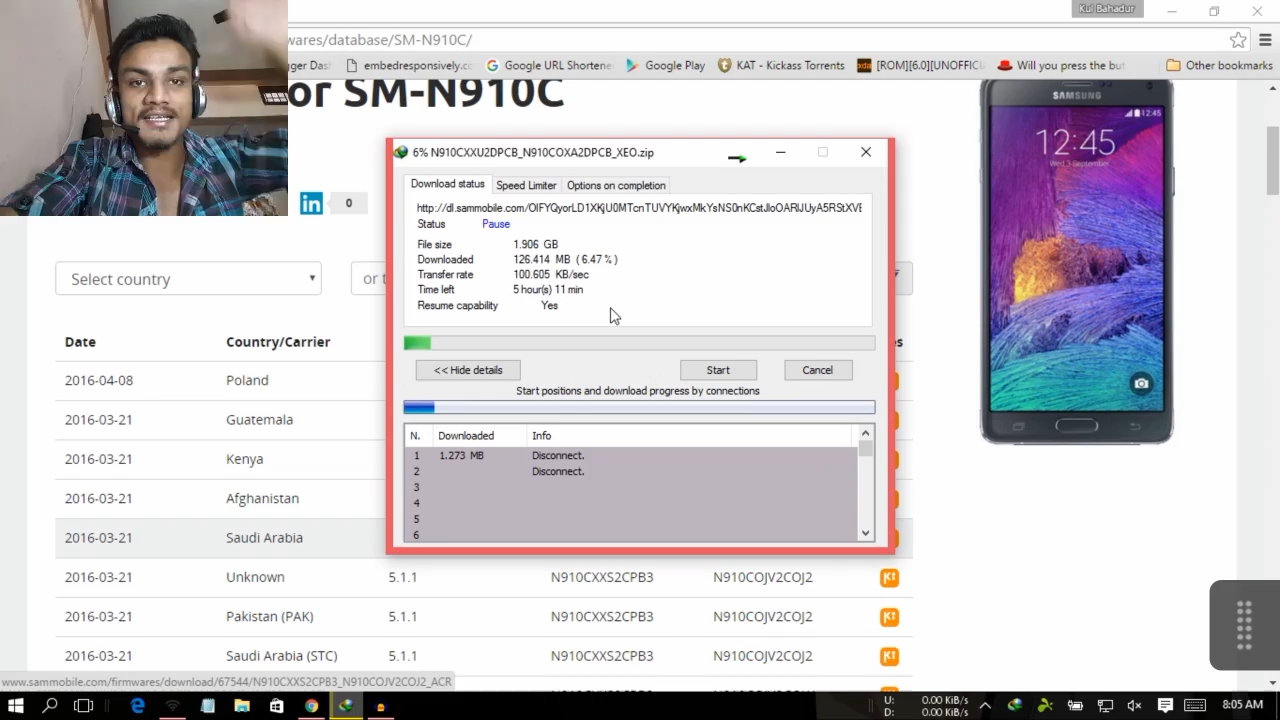 Kul Bahadur
wares/database/SM-N910C/
gger Das
embedresponsively.c
Google URL Shortene
Google Play
KAT - Kickass Torrents
[ROM][6.0][UNOFFICI
Will you press the but
Other bookmarks
or SM-N910C
0
Select country
or t
Date
Country/Carrier
es
2016-04-08 Poland
2016-03-21 Guatemala
2016-03-21 Kenya
2016-03-21 Afghanistan
2016-03-21 Saudi Arabia
2016-03-21 Unknown 5.1.1 N910CXXS2CPB3 N910COJV2COJ2
2016-03-21 Pakistan (PAK) 5.1.1 N910CXXS2CPB3 N910COJV2COJ2
2016-03-21 Saudi Arabia (STC) 5.1.1 N910CXXS2CPB3 N910COJV2COJ2
6% N910CXXU2DPCB_N910COXA2DPCB_XEO.zip
Download status Speed Limiter Options on completion
Status Pause
File size 1.906 GB
Downloaded 126.414 MB ( 6.47 % )
Transfer rate 100.605 KB/sec
Time left 5 hour(s) 11 min
Resume capability Yes
<< Hide details Start Cancel
Start positions and download progress by connections
N. Downloaded Info
1 1.273 MB Disconnect.
2 Disconnect.
3
4
5
6
SAMSUNG
12:45
12:45
Wed, 3 September
www.sammobile.com/firmwares/download/67544/N910CXXS2CPB3_N910COJV2COJ2_ACR
U: 0.00 KiB/s
D: 0.00 KiB/s
8:05 AM